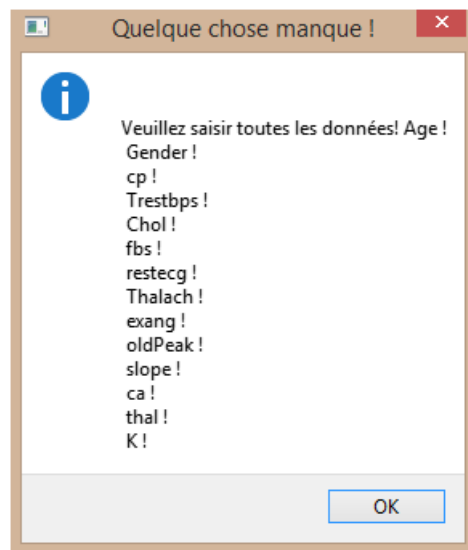 Quelque chose manque !
Veuillez saisir toutes les données! Age !
Gender !
cp !
Trestbps !
Chol !
fbs !
restecg !
Thalach !
exang !
oldPeak !
slope !
ca !
thal !
K !
OK